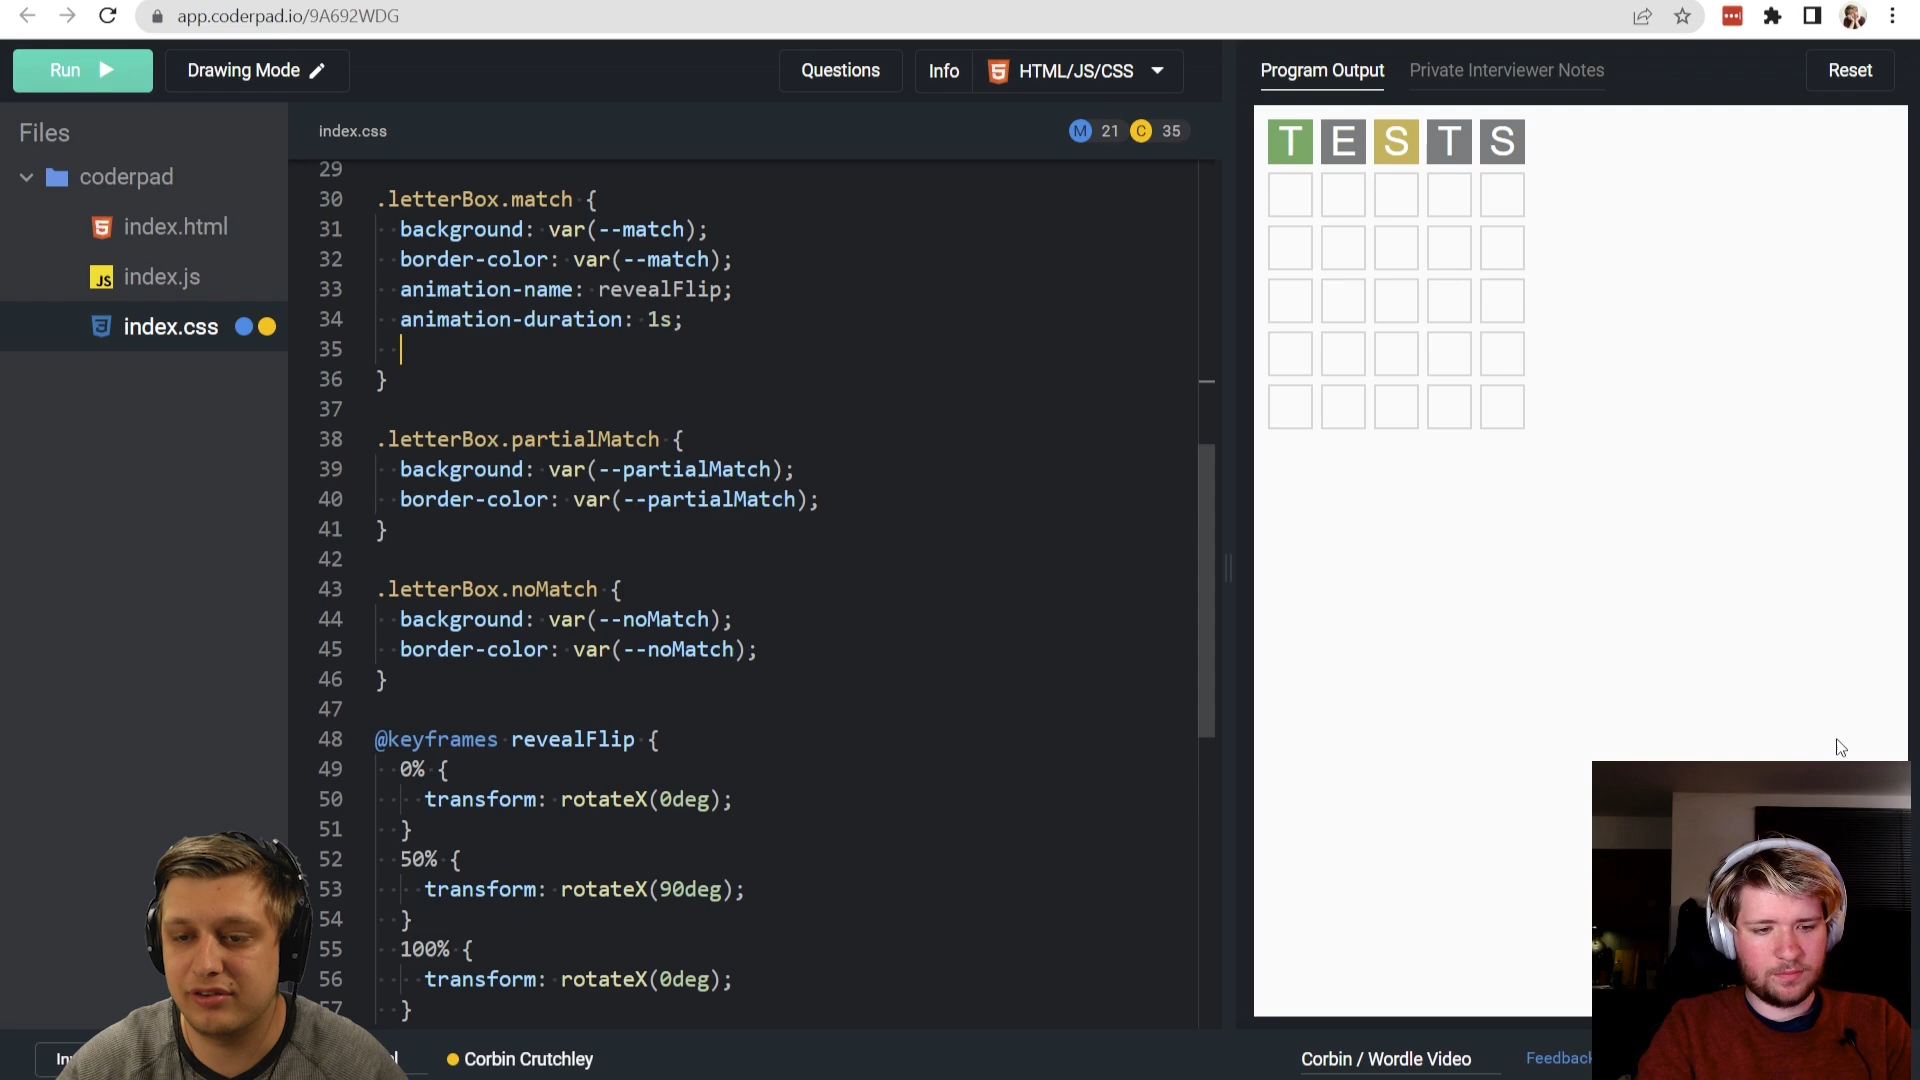 app.coderpad.io/9A692WDG
Run
Drawing Mode
Questions
Info
HTML/JS/CSS
Program Output
Private Interviewer Notes
Reset
Files
coderpad
index.html
JS index.js
index.css
index.css
M 21 C 35
29
30 .letterBox.match {
31 background: var(--match);
32 border-color: var(--match);
33 animation-name: revealFlip;
34 animation-duration: 1s;
35
36 }
37
38 .letterBox.partialMatch {
39 background: var(--partialMatch);
40 border-color: var(--partialMatch);
41 }
42
43 .letterBox.noMatch {
44 background: var(--noMatch);
45 border-color: var(--noMatch);
46 }
47
48 @keyframes revealFlip {
49 0% {
50 transform: rotateX(0deg);
51 }
52 50% {
53 transform: rotateX(90deg);
54 }
55 100% {
56 transform: rotateX(0deg);
57 }
T E S T S
Corbin Crutchley
Corbin / Wordle Video
Feedback